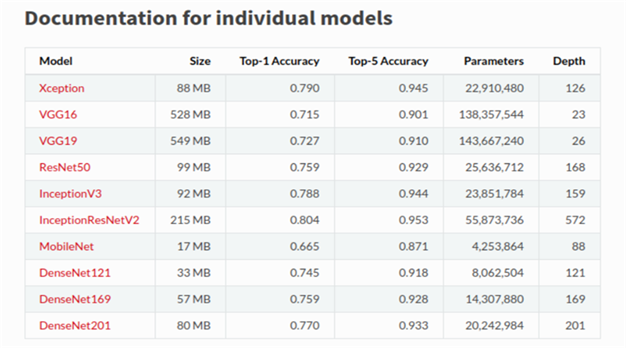 Documentation for individual models
Model Size Top-1 Accuracy Top-5 Accuracy Parameters Depth
Xception 88 MB 0.790 0.945 22,910,480 126
VGG16 528 MB 0.715 0.901 138,357,544 23
VGG19 549 MB 0.727 0.910 143,667,240 26
ResNet50 99 MB 0.759 0.929 25,636,712 168
InceptionV3 92 MB 0.788 0.944 23,851,784 159
InceptionResNetV2 215 MB 0.804 0.953 55,873,736 572
MobileNet 17 MB 0.665 0.871 4,253,864 88
DenseNet121 33 MB 0.745 0.918 8,062,504 121
DenseNet169 57 MB 0.759 0.928 14,307,880 169
DenseNet201 80 MB 0.770 0.933 20,242,984 201